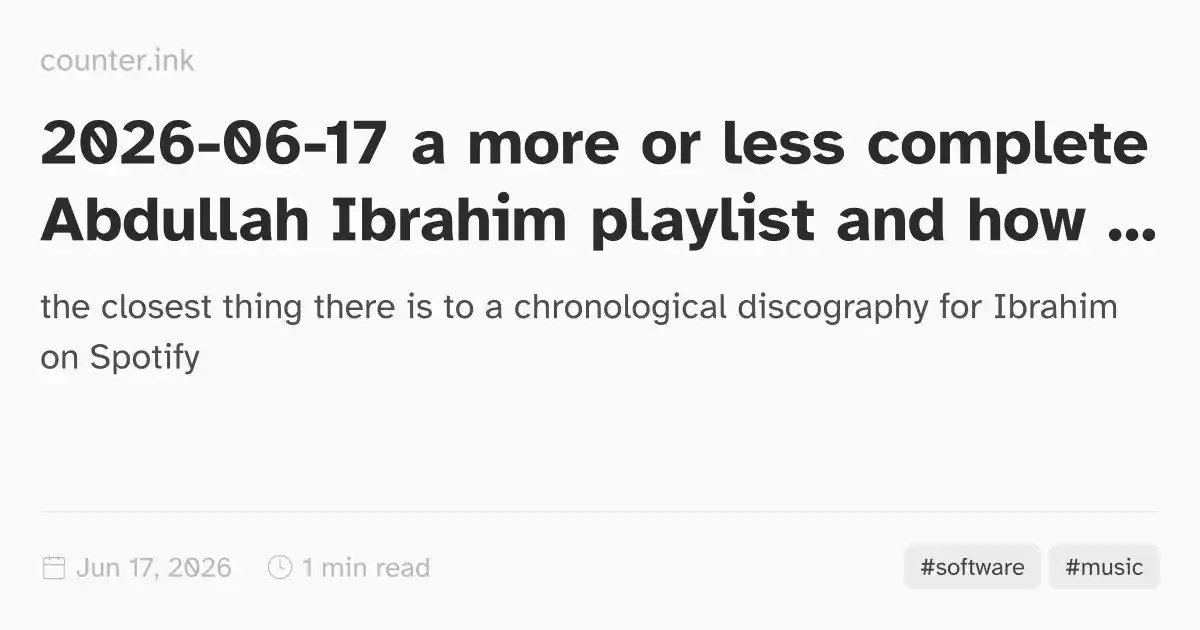 counter.ink
2026-06-17 a more or less complete
Abdullah Ibrahim playlist and how ...
the closest thing there is to a chronological discography for Ibrahim
on Spotify
Jun 17, 2026 1 min read #software #music